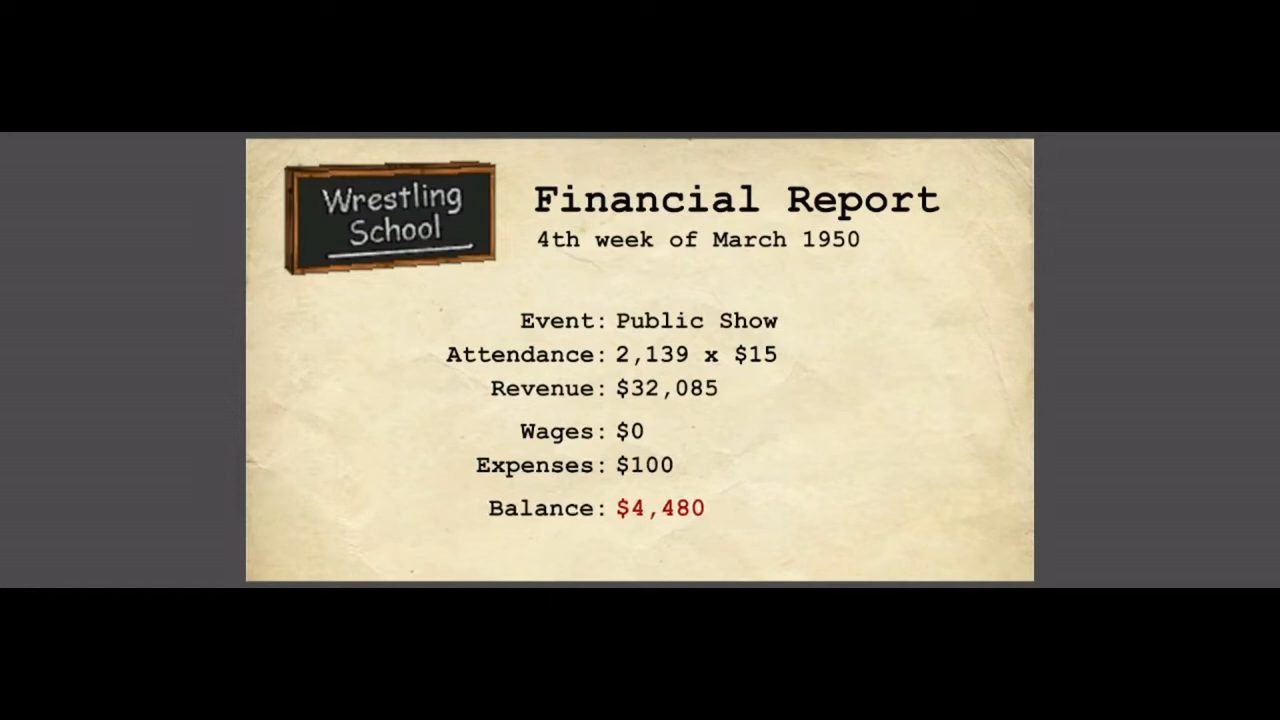 Wrestling
School
Financial Report
4th week of March 1950
Event: Public Show
Attendance: 2,139 x $15
Revenue: $32,085
Wages: $0
Expenses: $100
Balance: $4,480